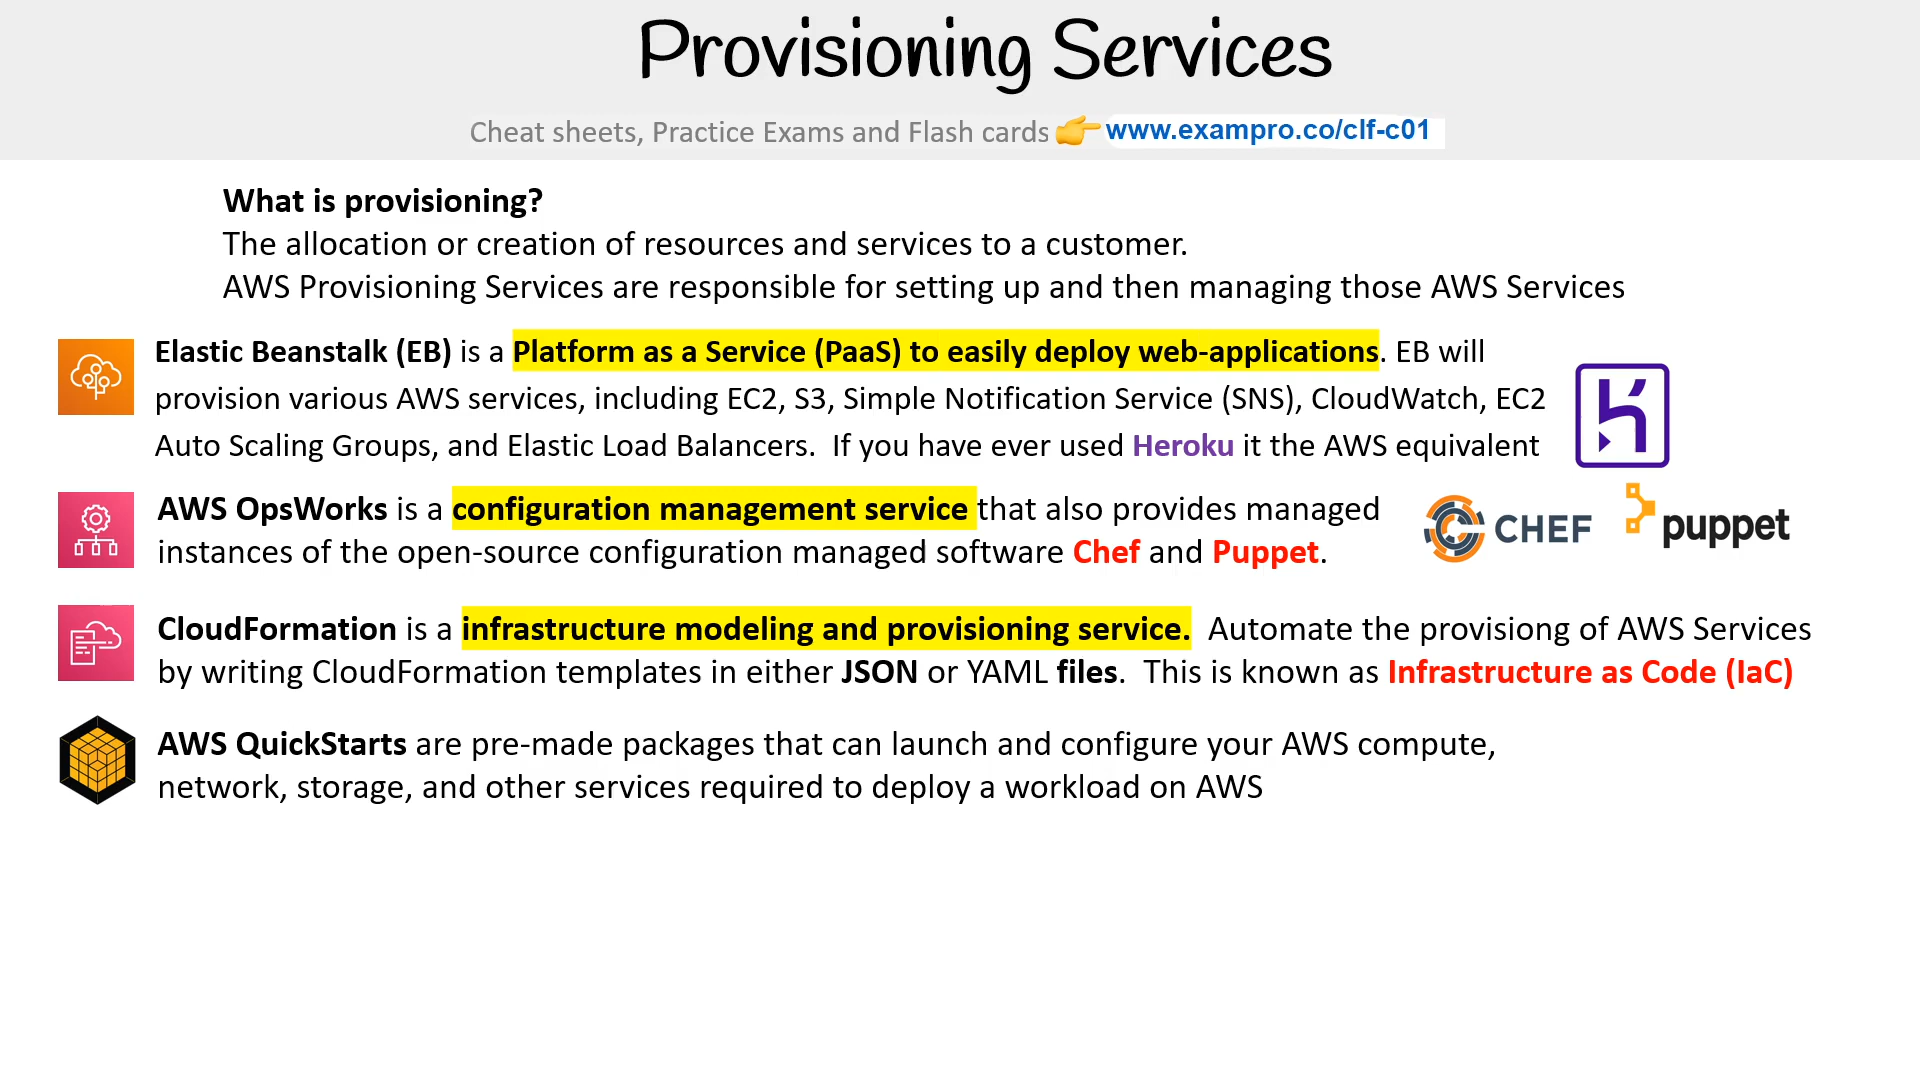 Provisioning Services
Cheat sheets, Practice Exams and Flash cards 👉 www.exampro.co/clf-c01
What is provisioning?
The allocation or creation of resources and services to a customer.
AWS Provisioning Services are responsible for setting up and then managing those AWS Services
Elastic Beanstalk (EB) is a Platform as a Service (PaaS) to easily deploy web-applications. EB will
provision various AWS services, including EC2, S3, Simple Notification Service (SNS), CloudWatch, EC2
Auto Scaling Groups, and Elastic Load Balancers.  If you have ever used Heroku it the AWS equivalent
AWS OpsWorks is a configuration management service that also provides managed
instances of the open-source configuration managed software Chef and Puppet.
CHEF
puppet
CloudFormation is a infrastructure modeling and provisioning service.  Automate the provisiong of AWS Services
by writing CloudFormation templates in either JSON or YAML files.  This is known as Infrastructure as Code (IaC)
AWS QuickStarts are pre-made packages that can launch and configure your AWS compute,
network, storage, and other services required to deploy a workload on AWS